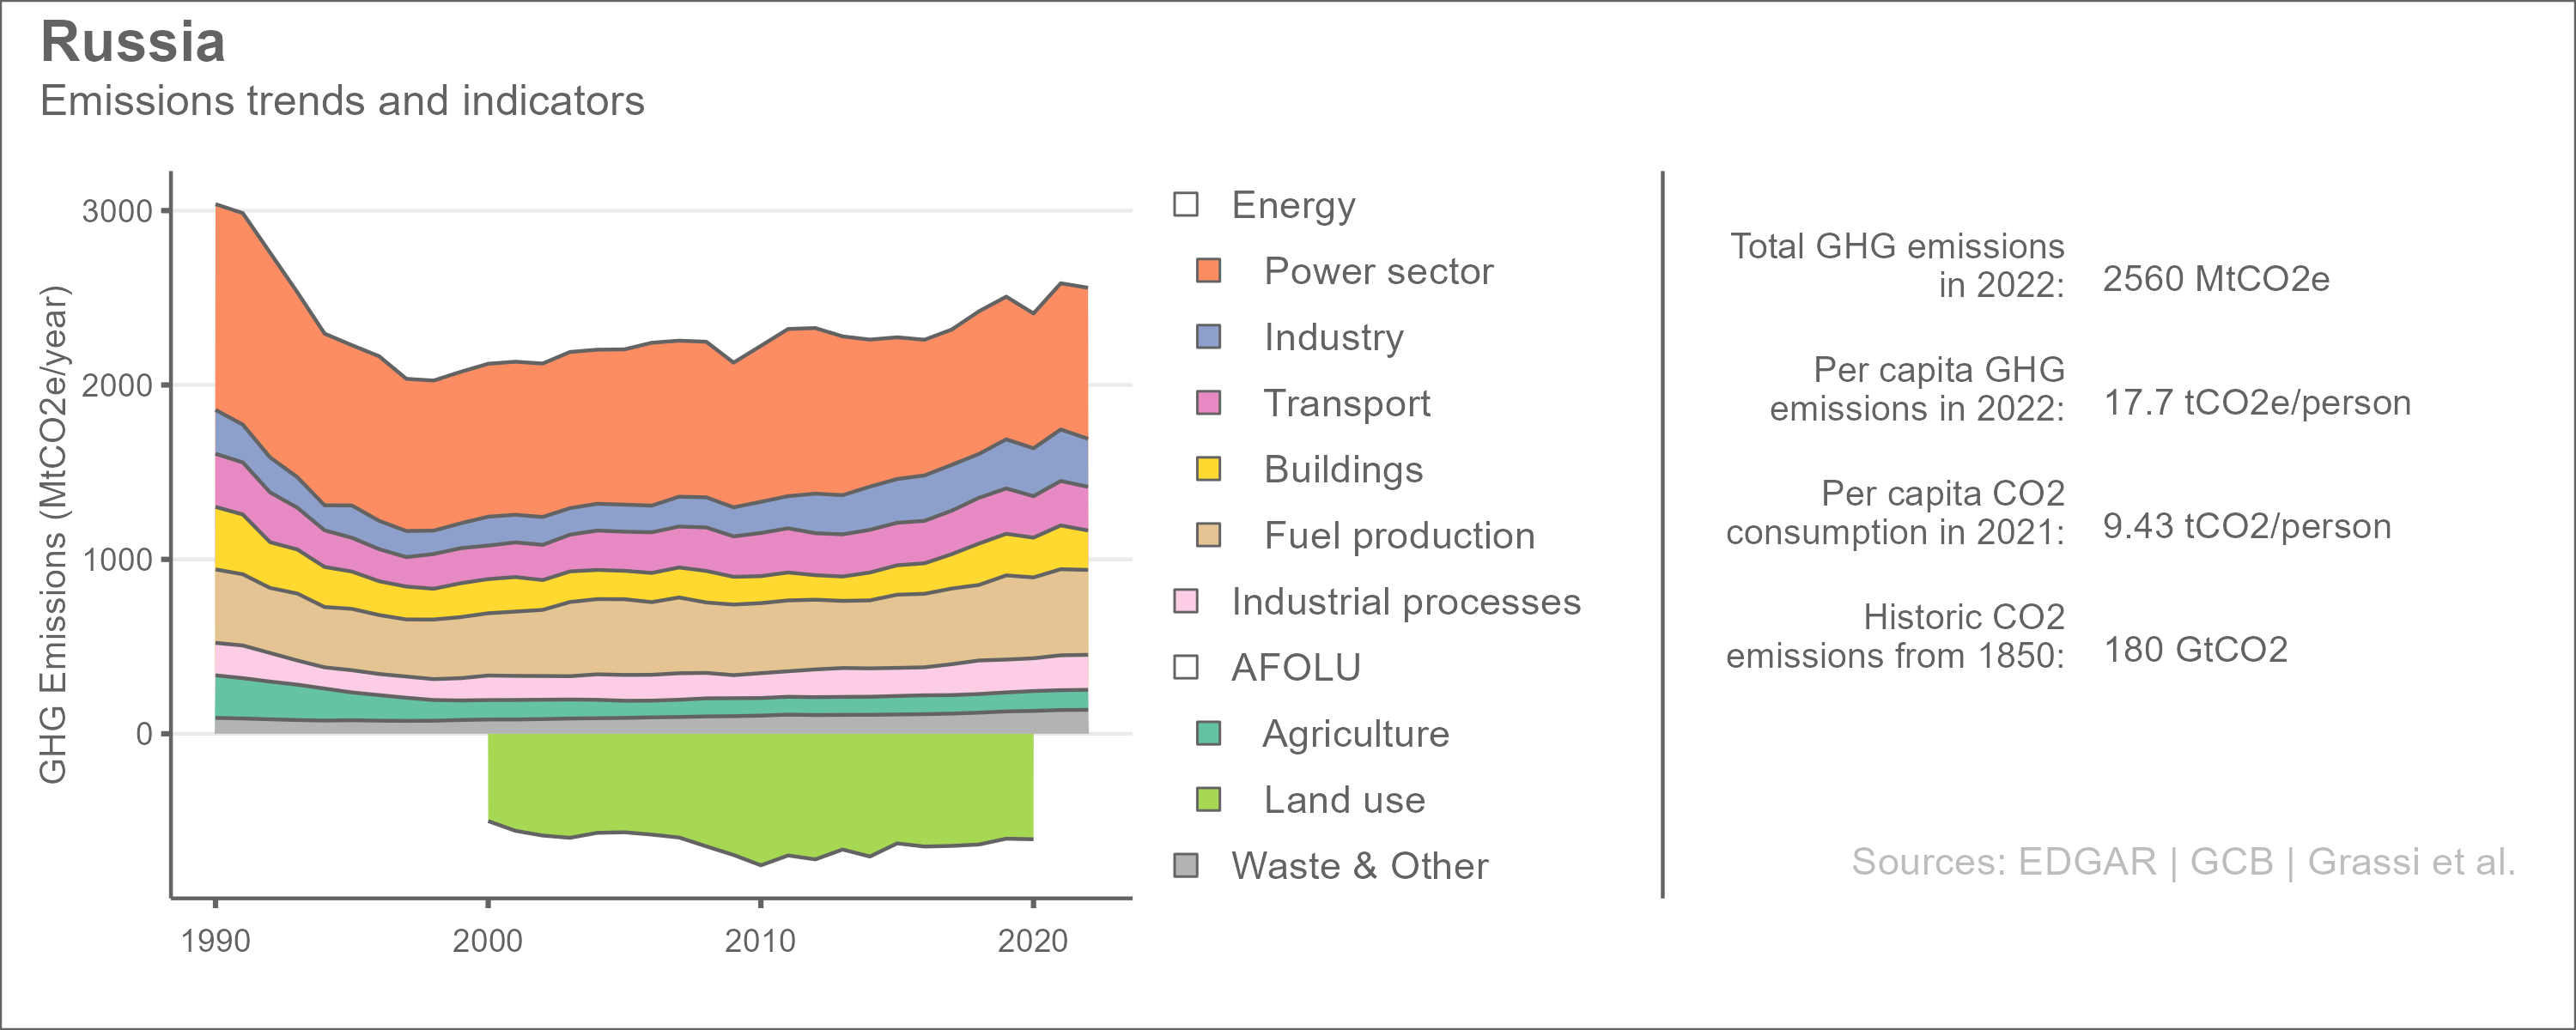 Russia
Emissions trends and indicators
GHG Emissions (MtCO2e/year)
3000
2000
1000
0
1990
2000
2010
2020
Energy
Power sector
Industry
Transport
Buildings
Fuel production
Industrial processes
AFOLU
Agriculture
Land use
Waste & Other
Total GHG emissions
in 2022:
2560 MtCO2e
Per capita GHG
emissions in 2022:
17.7 tCO2e/person
Per capita CO2
consumption in 2021:
9.43 tCO2/person
Historic CO2
emissions from 1850:
180 GtCO2
Sources: EDGAR | GCB | Grassi et al.